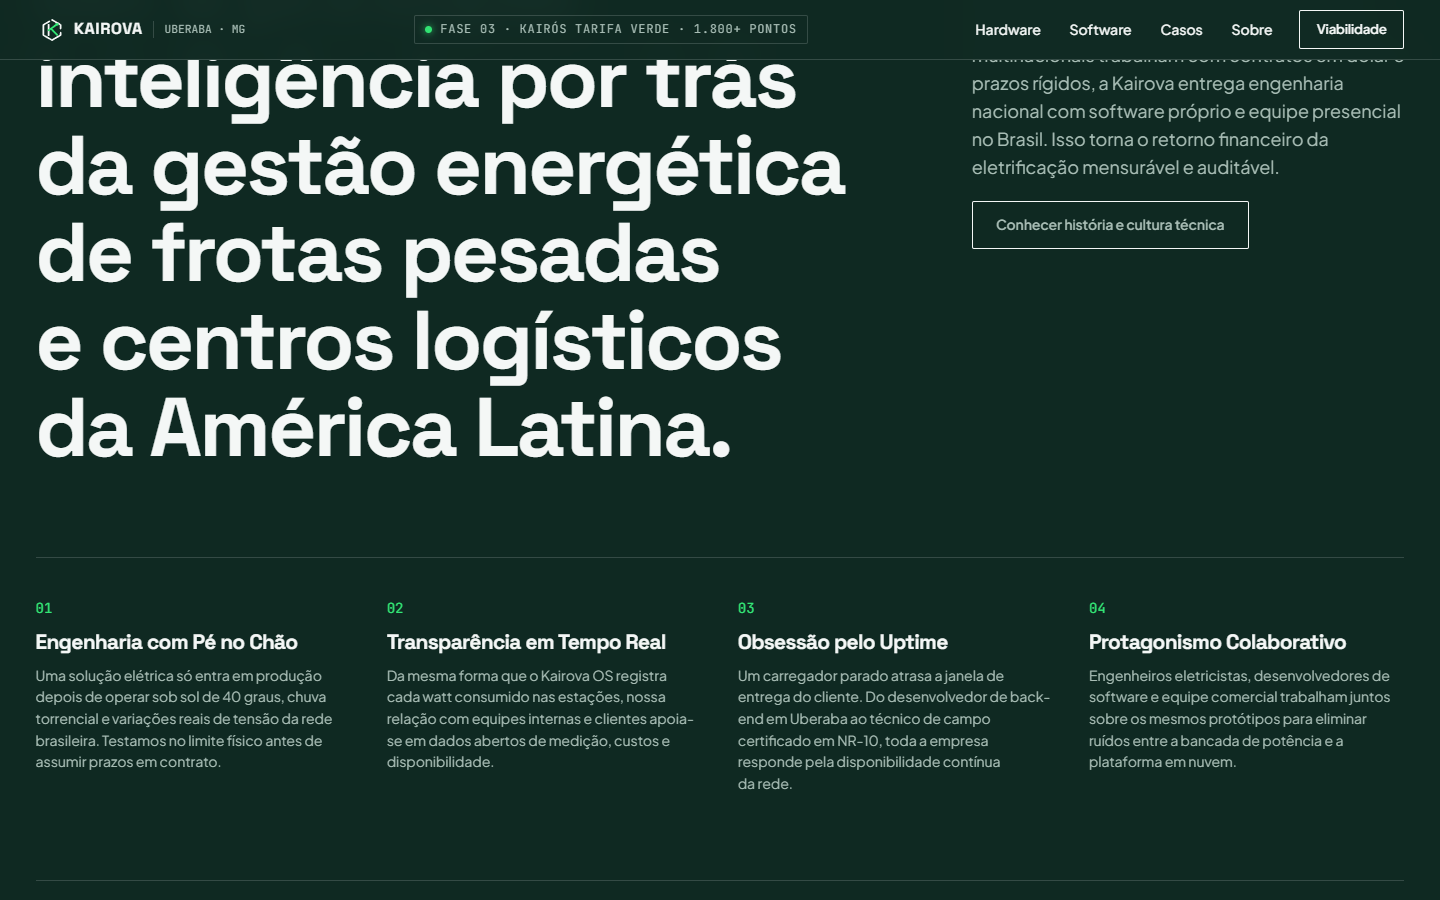 KAIROVA
UBERABA · MG
FASE 03 · KAIRÓS TARIFA VERDE · 1.800+ PONTOS
Hardware
Software
Casos
Sobre
Viabilidade
inteligência por trás
da gestão energética
de frotas pesadas
e centros logísticos
da América Latina.
multinacionais trabalham com contratos em dólar e
prazos rígidos, a Kairova entrega engenharia
nacional com software próprio e equipe presencial
no Brasil. Isso torna o retorno financeiro da
eletrificação mensurável e auditável.
Conhecer história e cultura técnica
01
Engenharia com Pé no Chão
Uma solução elétrica só entra em produção
depois de operar sob sol de 40 graus, chuva
torrencial e variações reais de tensão da rede
brasileira. Testamos no limite físico antes de
assumir prazos em contrato.
02
Transparência em Tempo Real
Da mesma forma que o Kairova OS registra
cada watt consumido nas estações, nossa
relação com equipes internas e clientes apoia-
se em dados abertos de medição, custos e
disponibilidade.
03
Obsessão pelo Uptime
Um carregador parado atrasa a janela de
entrega do cliente. Do desenvolvedor de back-
end em Uberaba ao técnico de campo
certificado em NR-10, toda a empresa
responde pela disponibilidade contínua
da rede.
04
Protagonismo Colaborativo
Engenheiros eletricistas, desenvolvedores de
software e equipe comercial trabalham juntos
sobre os mesmos protótipos para eliminar
ruídos entre a bancada de potência e a
plataforma em nuvem.